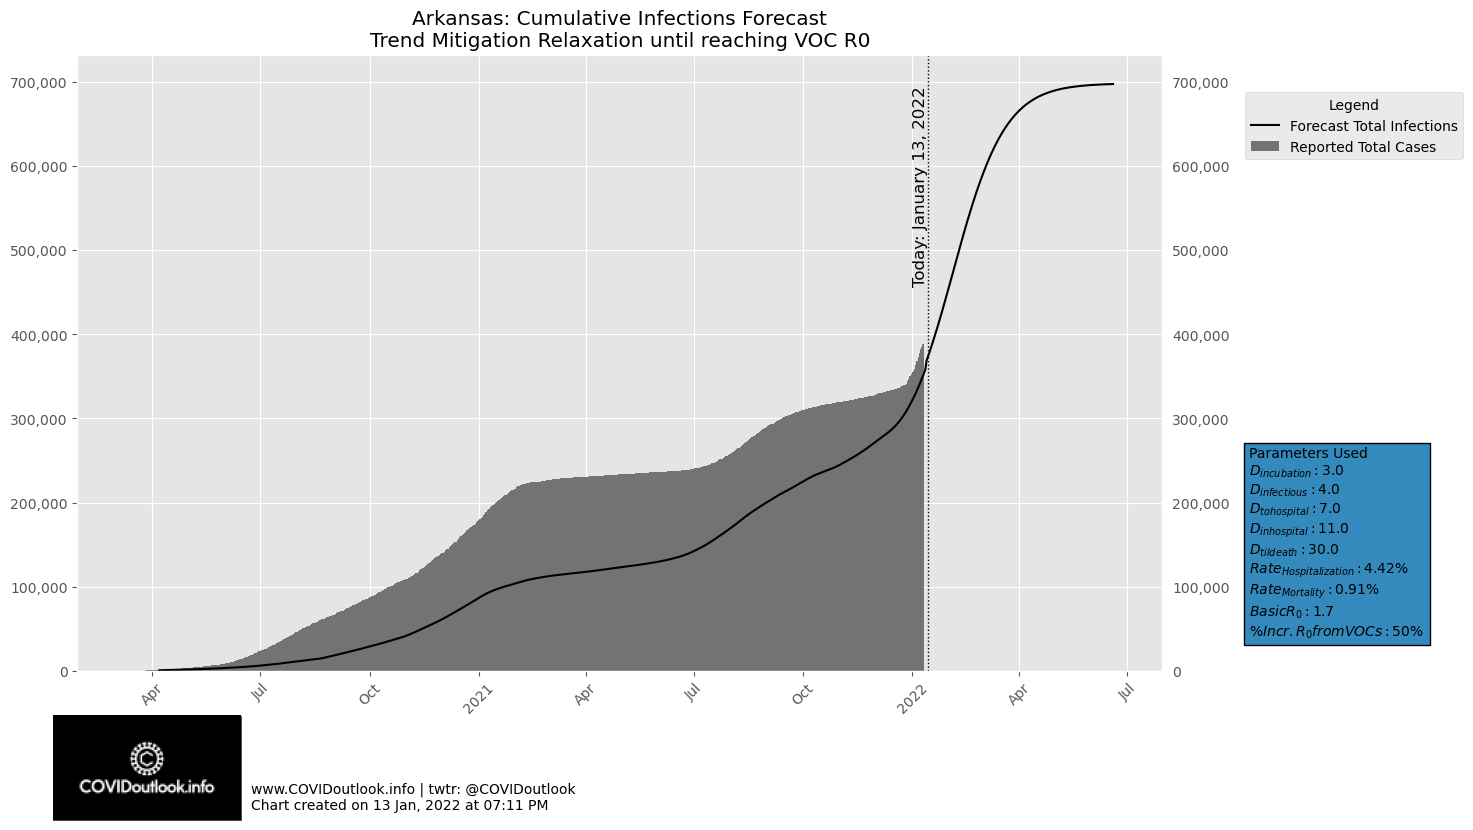 Arkansas: Cumulative Infections Forecast
Trend Mitigation Relaxation until reaching VOC R0
700,000
600,000
500,000
400,000
300,000
200,000
100,000
0
700,000
600,000
500,000
400,000
300,000
200,000
100,000
0
Today: January 13, 2022
Apr
Jul
Oct
2021
Apr
Jul
Oct
2022
Apr
Jul
Legend
Forecast Total Infections
Reported Total Cases
Parameters Used
D_incubation : 3.0
D_infectious : 4.0
D_tohospital : 7.0
D_inhospital : 11.0
D_tildeath : 30.0
Rate_Hospitalization : 4.42%
Rate_Mortality : 0.91%
BasicR_0 : 1.7
%Incr.R_0fromVOCs : 50%
COVIDoutlook.info
www.COVIDoutlook.info | twtr: @COVIDoutlook
Chart created on 13 Jan, 2022 at 07:11 PM